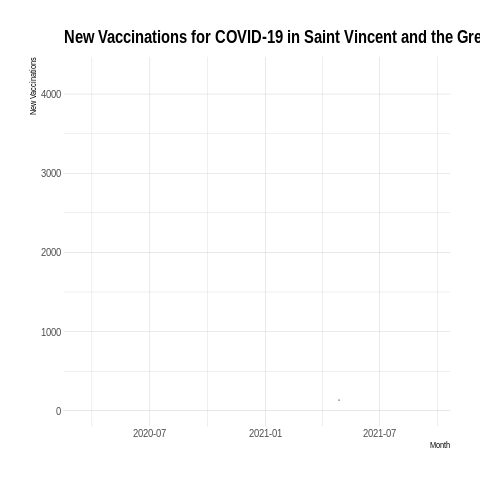 New Vaccinations for COVID-19 in Saint Vincent and the Gre
New Vaccinations
4000
3000
2000
1000
0
2020-07 2021-01 2021-07
Month